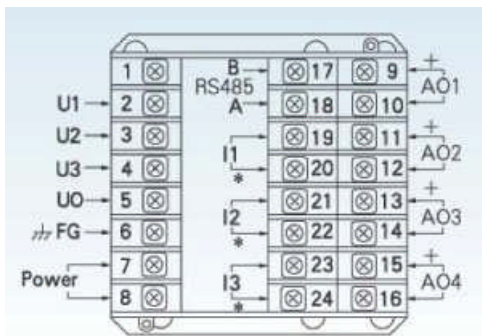 1 B 17 9 +
RS485 AO1
U1 2 A 18 10
U2 3 19 11 +
I1 AO2
U3 4 * 20 12
U0 5 21 13 +
I2 AO3
FG 6 * 22 14
7 23 15 +
Power I3 AO4
8 * 24 16